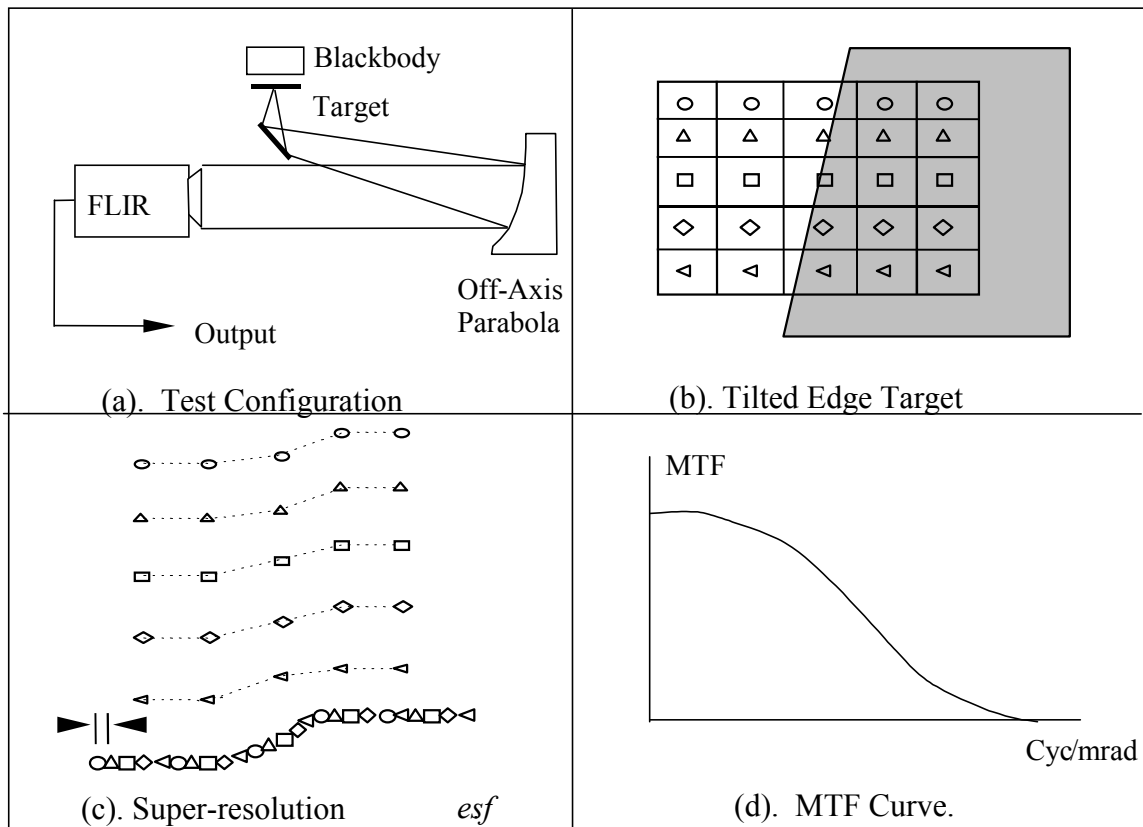 Blackbody
Target
FLIR
Off-Axis
Parabola
Output
(a). Test Configuration
(b). Tilted Edge Target
(c). Super-resolution esf
MTF
Cyc/mrad
(d). MTF Curve.